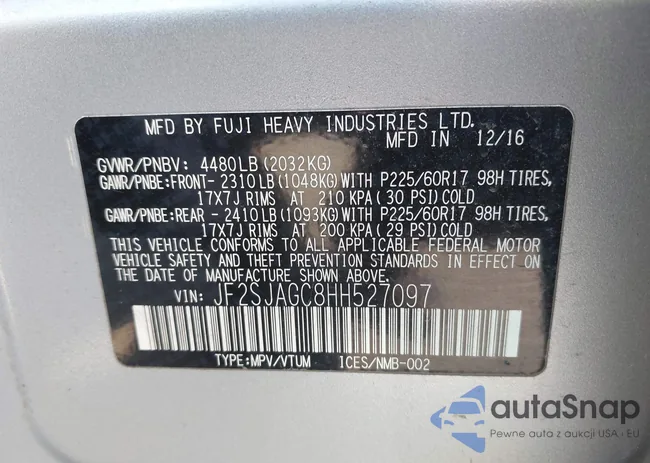 MFD BY FUJI HEAVY INDUSTRIES LTD.
MFD IN 12/16
GVWR/PNBV: 4480LB(2032KG)
GAWR/PNBE:FRONT- 2310LB(1048KG)WITH P225/60R17 98H TIRES,
17X7J RIMS AT 210 KPA(30 PSI)COLD
GAWR/PNBE:REAR - 2410LB(1093KG)WITH P225/60R17 98H TIRES,
17X7J RIMS AT 200 KPA(29 PSI)COLD
THIS VEHICLE CONFORMS TO ALL APPLICABLE FEDERAL MOTOR
VEHICLE SAFETY AND THEFT PREVENTION STANDARDS IN EFFECT ON
THE DATE OF MANUFACTURE SHOWN ABOVE.
VIN: JF2SJAGC8HH527097
TYPE:MPV/VTUM ICES/NMB-002
autaSnap
Pewne auta z aukcji USA - EU